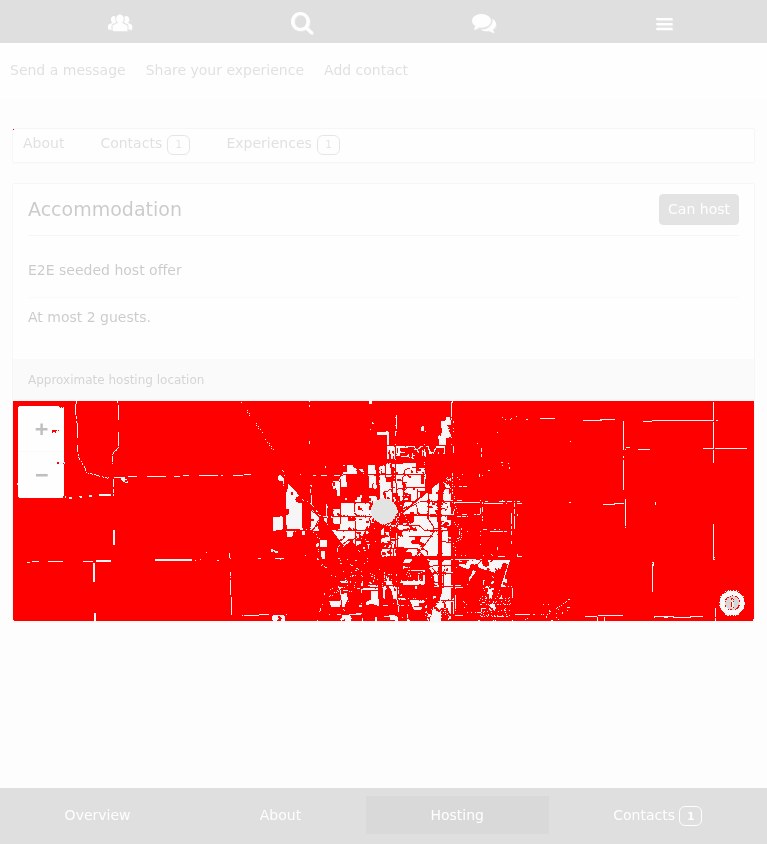 Send a message Share your experience Add contact
About Contacts 1 Experiences 1
Accommodation Can host
E2E seeded host offer
At most 2 guests.
Approximate hosting location
+
−
Overview About Hosting Contacts 1